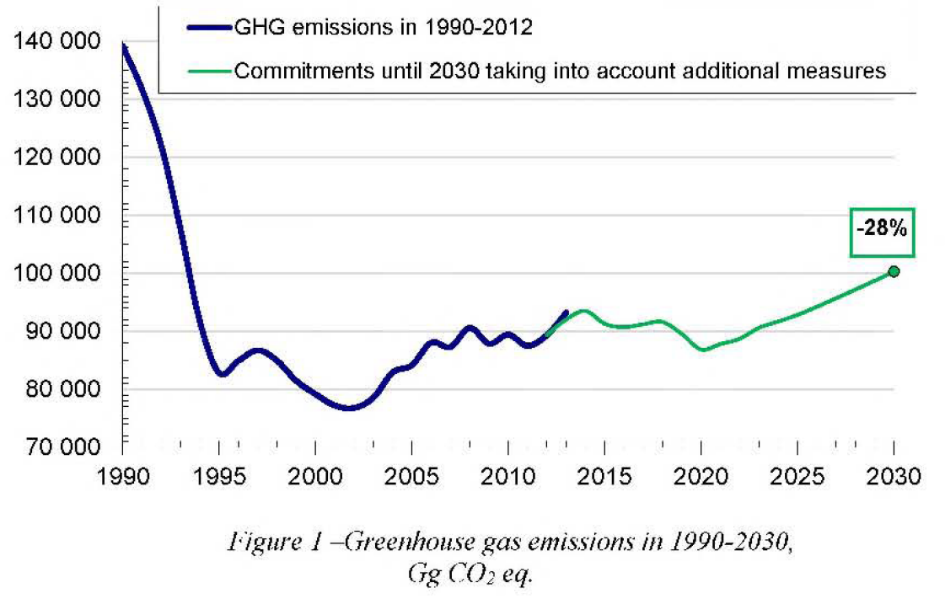 GHG emissions in 1990-2012
Commitments until 2030 taking into account additional measures
140 000
130 000
120 000
110 000
100 000
90 000
80 000
70 000
-28%
1990 1995 2000 2005 2010 2015 2020 2025 2030
Figure 1 –Greenhouse gas emissions in 1990-2030,
Gg CO₂ eq.